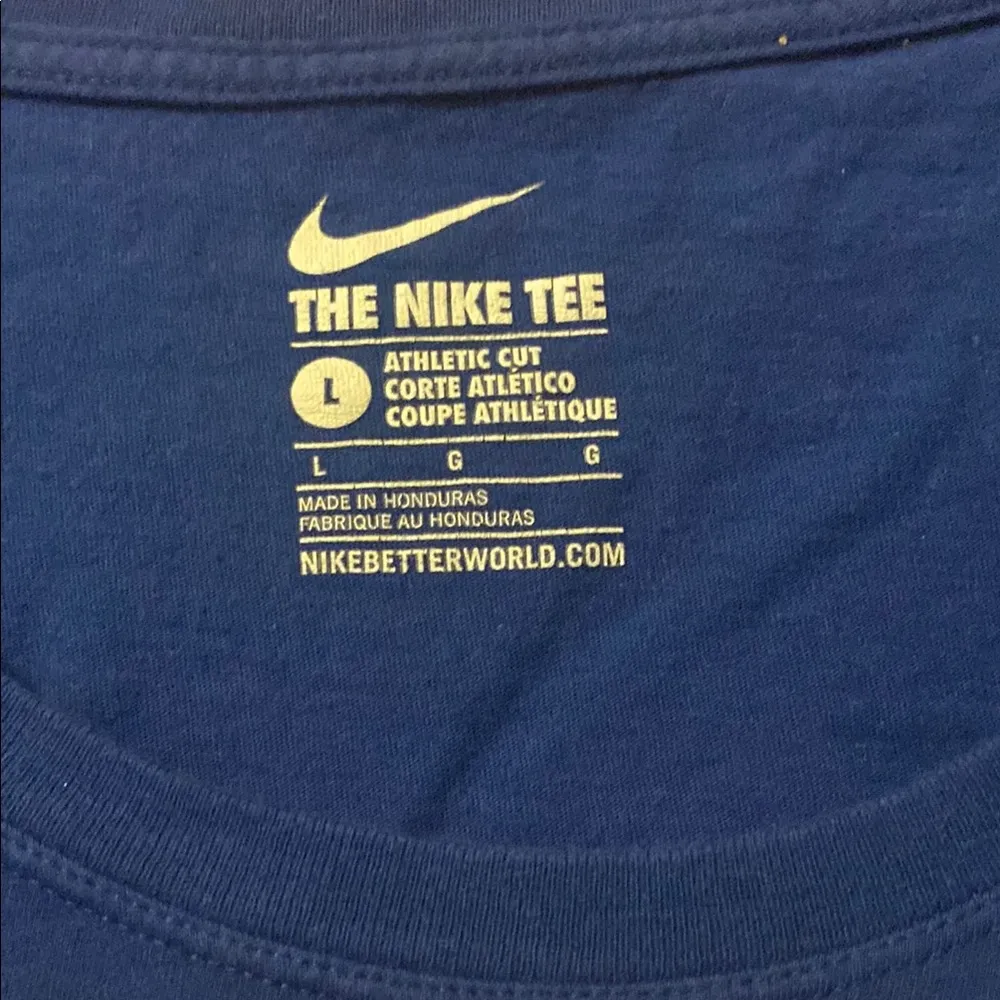 THE NIKE TEE
L
ATHLETIC CUT
CORTE ATLÉTICO
COUPE ATHLÉTIQUE
L G G
MADE IN HONDURAS
FABRIQUE AU HONDURAS
NIKEBETTERWORLD.COM